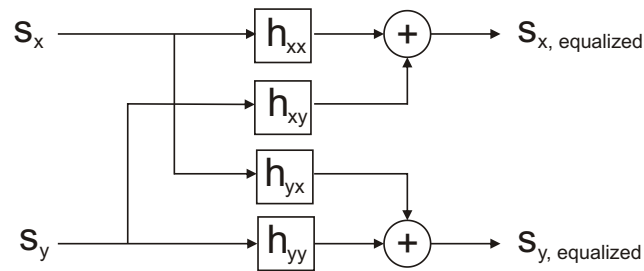 s_x h_xx + s_x, equalized
h_xy
h_yx
s_y h_yy + s_y, equalized